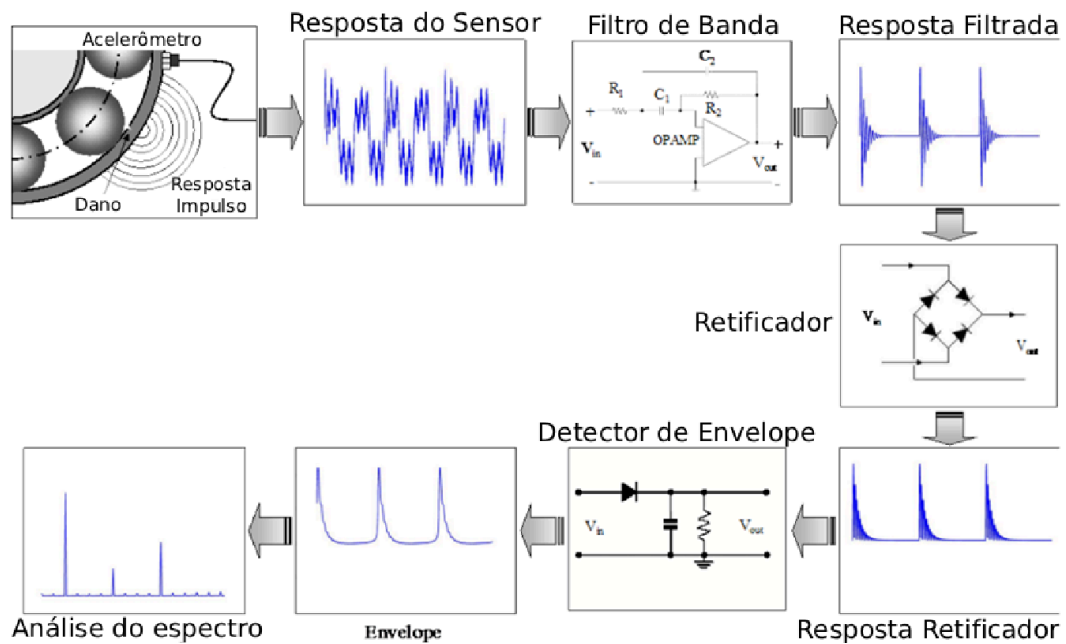 Resposta do Sensor
Filtro de Banda
Resposta Filtrada
Acelerômetro
Dano
Resposta
Impulso
C2
R1
C1
R2
+
Vin
OPAMP
Vout
+
-
-
Retificador
Vin
Vout
Detector de Envelope
Vin
Vout
Análise do espectro
Envelope
Resposta Retificador